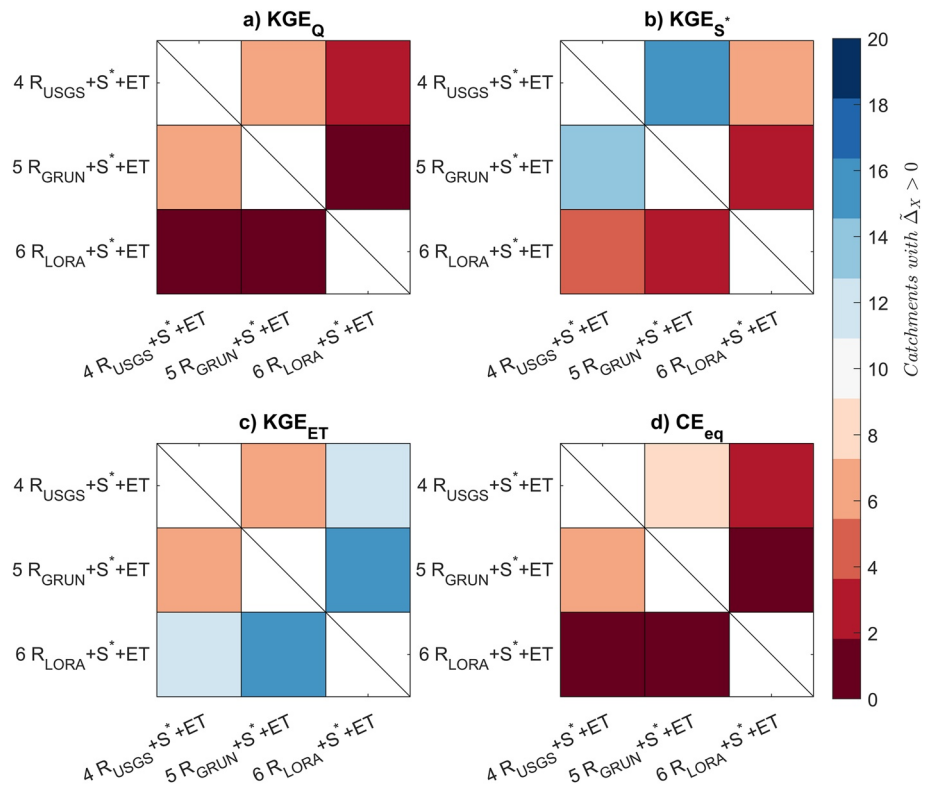 a) KGE_Q
4 R_USGS+S*+ET
5 R_GRUN+S*+ET
6 R_LORA+S*+ET
4 R_USGS+S*+ET
5 R_GRUN+S*+ET
6 R_LORA+S*+ET
b) KGE_S*
4 R_USGS+S*+ET
5 R_GRUN+S*+ET
6 R_LORA+S*+ET
4 R_USGS+S*+ET
5 R_GRUN+S*+ET
6 R_LORA+S*+ET
c) KGE_ET
4 R_USGS+S*+ET
5 R_GRUN+S*+ET
6 R_LORA+S*+ET
4 R_USGS+S*+ET
5 R_GRUN+S*+ET
6 R_LORA+S*+ET
d) CE_eq
4 R_USGS+S*+ET
5 R_GRUN+S*+ET
6 R_LORA+S*+ET
4 R_USGS+S*+ET
5 R_GRUN+S*+ET
6 R_LORA+S*+ET
20
18
16
14
12
10
8
6
4
2
0
Catchments with Δ̃_X > 0